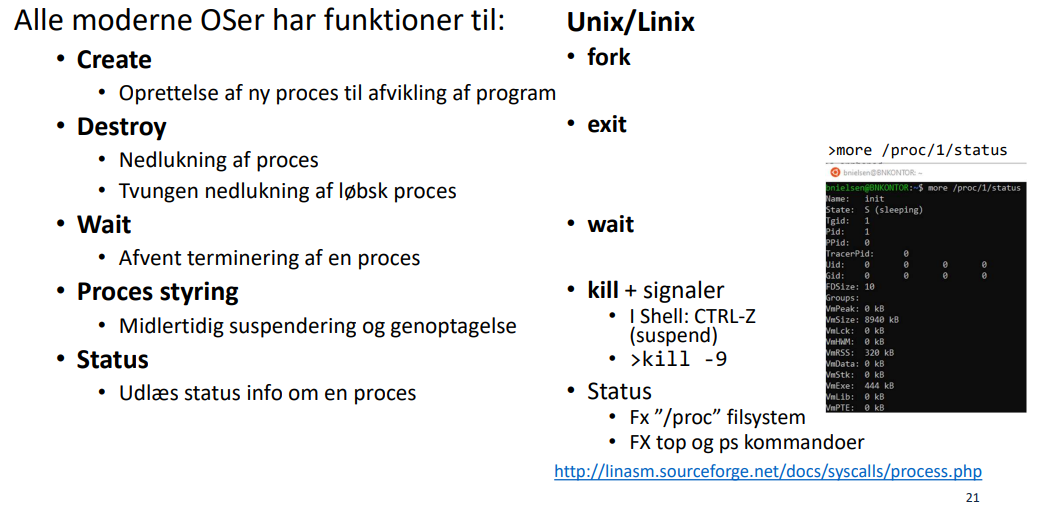 Alle moderne OSer har funktioner til:
• Create
• Oprettelse af ny proces til afvikling af program
• Destroy
• Nedlukning af proces
• Tvungen nedlukning af løbsk proces
• Wait
• Afvent terminering af en proces
• Proces styring
• Midlertidig suspendering og genoptagelse
• Status
• Udlæs status info om en proces
Unix/Linix
• fork
• exit
• wait
• kill + signaler
• I Shell: CTRL-Z
(suspend)
• >kill -9
• Status
• Fx ”/proc” filsystem
• FX top og ps kommandoer
http://linasm.sourceforge.net/docs/syscalls/process.php
>more /proc/1/status
bnielsen@BNKONTOR: ~
bnielsen@BNKONTOR:~$ more /proc/1/status
Name: init
State: S (sleeping)
Tgid: 1
Pid: 1
PPid: 0
TracerPid: 0
Uid: 0 0 0 0
Gid: 0 0 0 0
FDSize: 10
Groups:
VmPeak: 0 kB
VmSize: 8940 kB
VmLck: 0 kB
VmHWM: 0 kB
VmRSS: 320 kB
VmData: 0 kB
VmStk: 0 kB
VmExe: 444 kB
VmLib: 0 kB
VmPTE: 0 kB
21